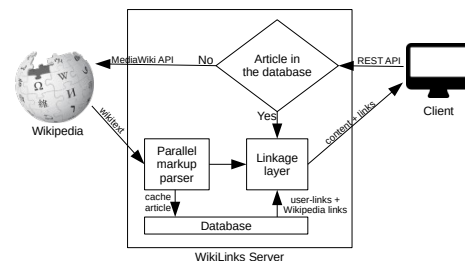 MediaWiki API
No
Article in
the database
REST API
Wikipedia
Client
wikitext
Yes
content + links
Parallel
markup
parser
Linkage
layer
cache
article
user-links +
Wikipedia links
Database
WikiLinks Server